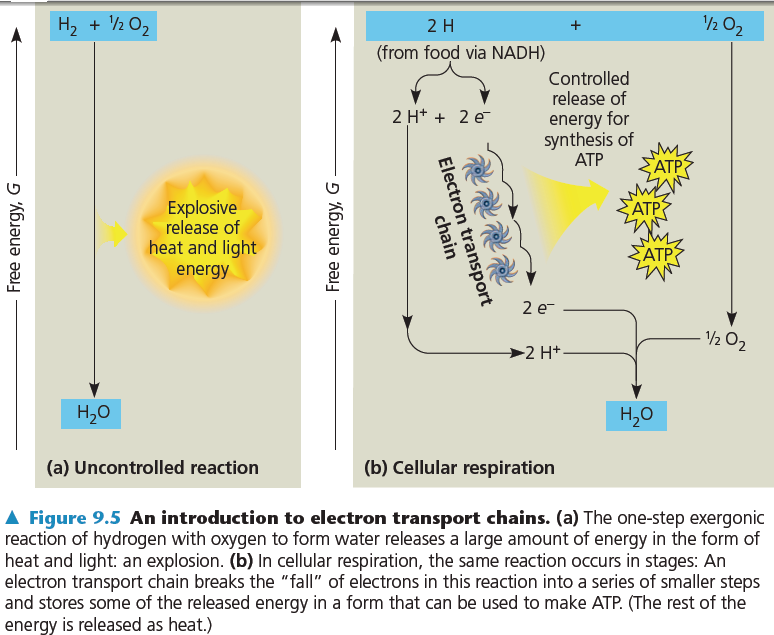 H₂ + ½ O₂
Free energy, G
Explosive
release of
heat and light
energy
H₂O
(a) Uncontrolled reaction
2 H + ½ O₂
(from food via NADH)
2 H⁺ + 2 e⁻
Controlled
release of
energy for
synthesis of
ATP
Free energy, G
Electron transport
chain
ATP
ATP
ATP
2 e⁻
½ O₂
2 H⁺
H₂O
(b) Cellular respiration
▲ Figure 9.5 An introduction to electron transport chains. (a) The one-step exergonic
reaction of hydrogen with oxygen to form water releases a large amount of energy in the form of
heat and light: an explosion. (b) In cellular respiration, the same reaction occurs in stages: An
electron transport chain breaks the “fall” of electrons in this reaction into a series of smaller steps
and stores some of the released energy in a form that can be used to make ATP. (The rest of the
energy is released as heat.)